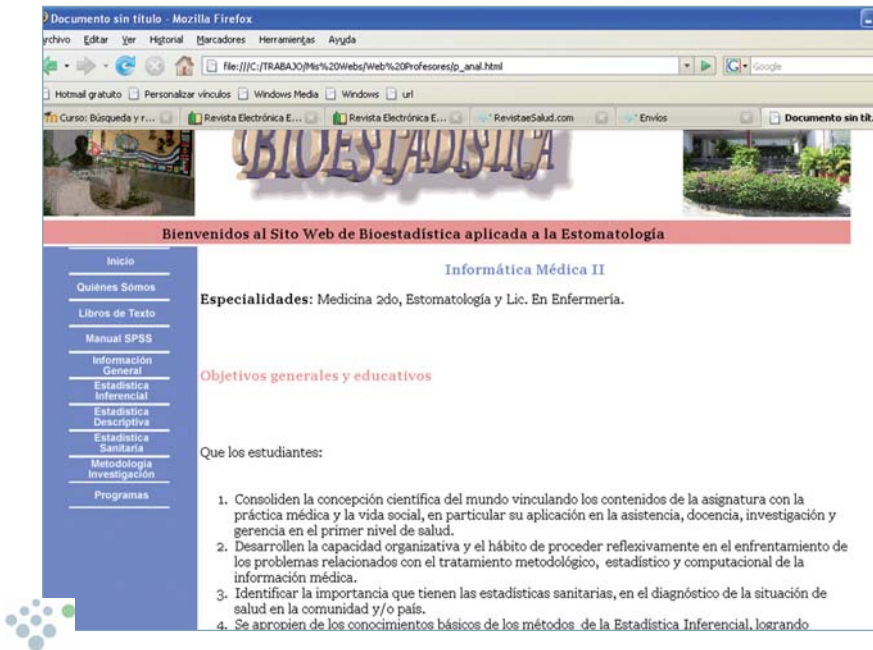 Documento sin título - Mozilla Firefox
rchivo Editar Ver Historial Marcadores Herramientas Ayuda
file:///C:/TRABAJO/Mis%20Webs/Web%20Profesores/p_anal.html
Google
Hotmail gratuito Personalizar vínculos Windows Media Windows url
Curso: Búsqueda y r... Revista Electrónica E... Revista Electrónica E... RevistaeSalud.com Envíos Documento sin tít...
BIOESTADISTICA
Bienvenidos al Sito Web de Bioestadística aplicada a la Estomatología
Inicio
Quiénes Sómos
Libros de Texto
Manual SPSS
Información
General
Estadistica
Inferencial
Estadistica
Descriptiva
Estadistica
Sanitaria
Metodologia
Investigación
Programas
Informática Médica II
Especialidades: Medicina 2do, Estomatología y Lic. En Enfermería.
Objetivos generales y educativos
Que los estudiantes:
1. Consoliden la concepción científica del mundo vinculando los contenidos de la asignatura con la
práctica médica y la vida social, en particular su aplicación en la asistencia, docencia, investigación y
gerencia en el primer nivel de salud.
2. Desarrollen la capacidad organizativa y el hábito de proceder reflexivamente en el enfrentamiento de
los problemas relacionados con el tratamiento metodológico, estadístico y computacional de la
información médica.
3. Identificar la importancia que tienen las estadísticas sanitarias, en el diagnóstico de la situación de
salud en la comunidad y/o país.
4. Se apropien de los conocimientos básicos de los métodos de la Estadística Inferencial, logrando